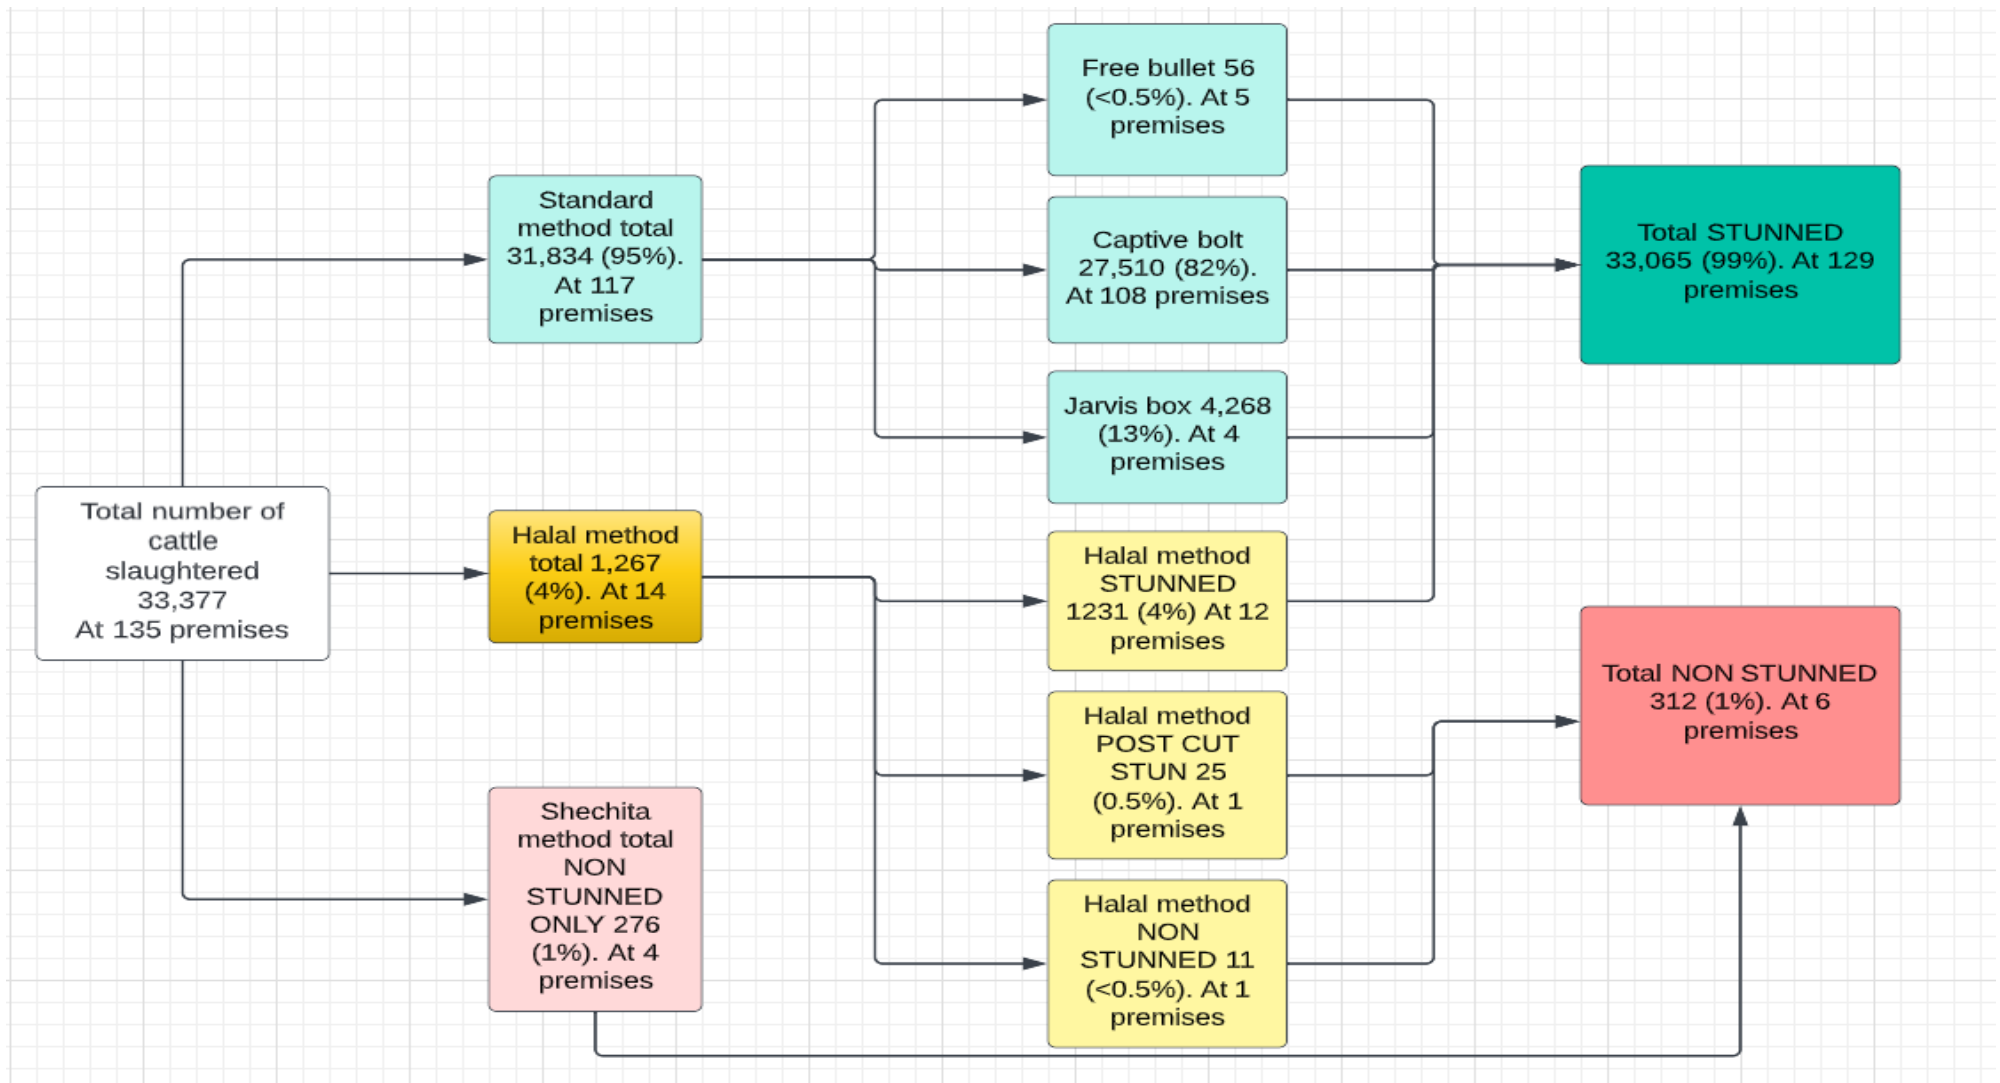 Free bullet 56
(<0.5%). At 5
premises
Standard
method total
31,834 (95%).
At 117
premises
Captive bolt
27,510 (82%).
At 108 premises
Total STUNNED
33,065 (99%). At 129
premises
Jarvis box 4,268
(13%). At 4
premises
Total number of
cattle
slaughtered
33,377
At 135 premises
Halal method
total 1,267
(4%). At 14
premises
Halal method
STUNNED
1231 (4%) At 12
premises
Total NON STUNNED
312 (1%). At 6
premises
Halal method
POST CUT
STUN 25
(0.5%). At 1
premises
Shechita
method total
NON
STUNNED
ONLY 276
(1%). At 4
premises
Halal method
NON
STUNNED 11
(<0.5%). At 1
premises